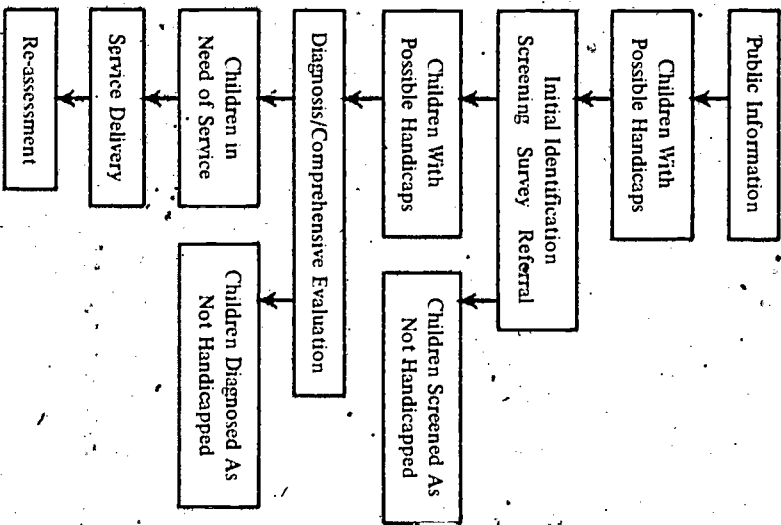 Public Information
Children With
Possible Handicaps
Initial Identification
Screening Survey Referral
Children With
Possible Handicaps
Children Screened As
Not Handicapped
Diagnosis/Comprehensive Evaluation
Children in
Need of Service
Children Diagnosed As
Not Handicapped
Service Delivery
Re-assessment